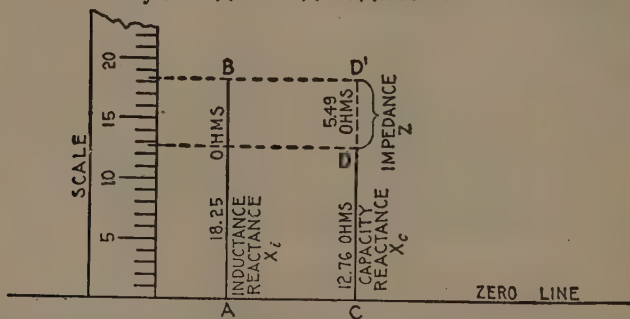 SCALE
20
15
10
5
B
D'
D
18.25 OHMS
INDUCTANCE
REACTANCE
Xi
5.49
OHMS
IMPEDANCE
Z
12.76 OHMS
CAPACITY
REACTANCE
Xc
A
C
ZERO LINE